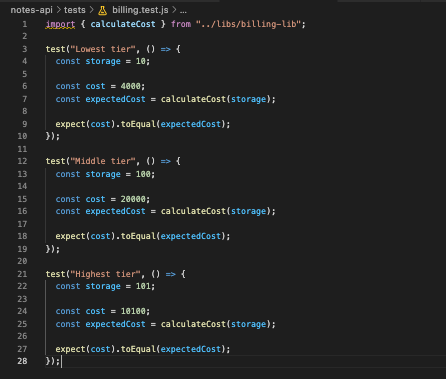 notes-api > tests > billing.test.js > ...
1 import { calculateCost } from "../libs/billing-lib";
2
3 test("Lowest tier", () => {
4 const storage = 10;
5
6 const cost = 4000;
7 const expectedCost = calculateCost(storage);
8
9 expect(cost).toEqual(expectedCost);
10 });
11
12 test("Middle tier", () => {
13 const storage = 100;
14
15 const cost = 20000;
16 const expectedCost = calculateCost(storage);
17
18 expect(cost).toEqual(expectedCost);
19 });
20
21 test("Highest tier", () => {
22 const storage = 101;
23
24 const cost = 10100;
25 const expectedCost = calculateCost(storage);
26
27 expect(cost).toEqual(expectedCost);
28 });